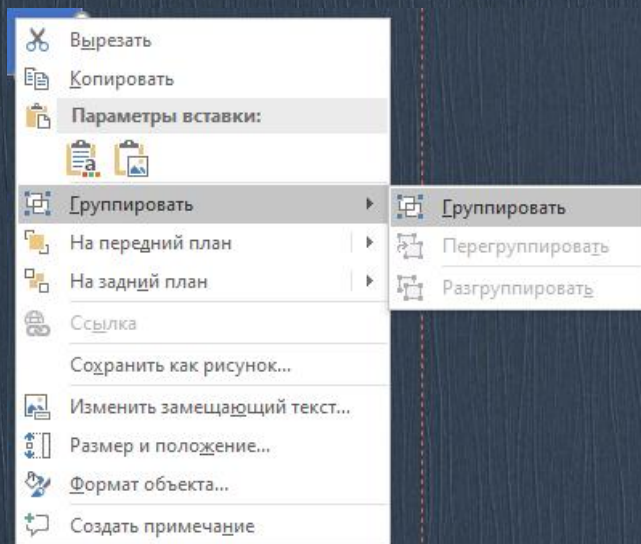 Вырезать
Копировать
Параметры вставки:
a
Группировать
Группировать
На передний план
Перегруппировать
На задний план
Разгруппировать
Ссылка
Сохранить как рисунок...
Изменить замещающий текст...
Размер и положение...
Формат объекта...
Создать примечание